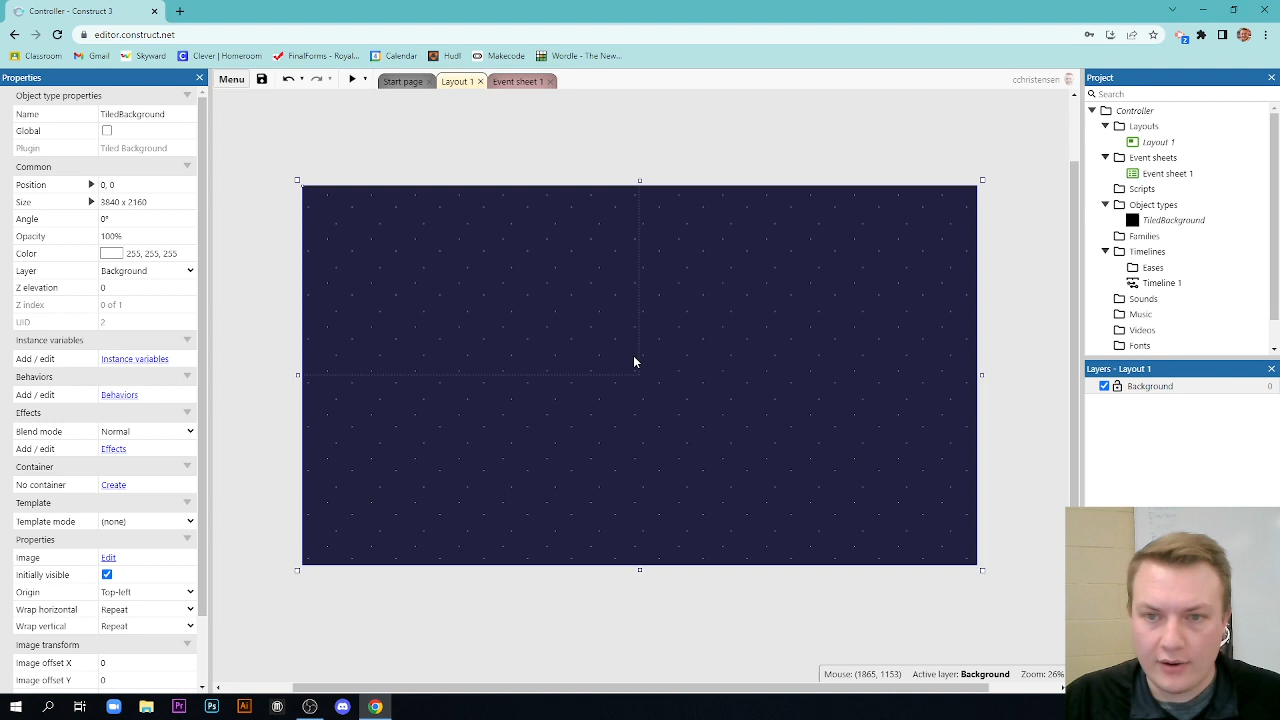 Controller - Construct 3
editor.construct.net
Classroom
Gmail
Skyward
Clever | Homeroom
FinalForms - Royal...
Calendar
Hudl
Makecode
Wordle - The New...
Properties
Menu
Start page
Layout 1
Event sheet 1
cchristensen
Project
Object type properties
Name
TiledBackground
Global
Plugin
Tiled Background
Common
Position
0, 0
Size
3840 x 2160
Angle
0°
Opacity
100%
Color
255, 255, 255
Layer
Background
Z elevation
0
Z index
0 of 1
UID
2
Instance variables
Add / edit
Instance variables
Behaviors
Add / edit
Behaviors
Effects
Blend mode
Normal
Add / edit
Effects
Container
No container
Create
Template
Template mode
(none)
Properties
Image
Edit
Initially visible
Origin
Top-left
Wrap horizontal
Repeat
Wrap vertical
Repeat
Image transform
Image offset X
0
Image offset Y
0
Search
Controller
Layouts
Layout 1
Event sheets
Event sheet 1
Scripts
Object types
TiledBackground
Families
Timelines
Eases
Timeline 1
Sounds
Music
Videos
Fonts
Layers - Layout 1
Background
0
Mouse: (1865, 1153)
Active layer: Background
Zoom: 26%